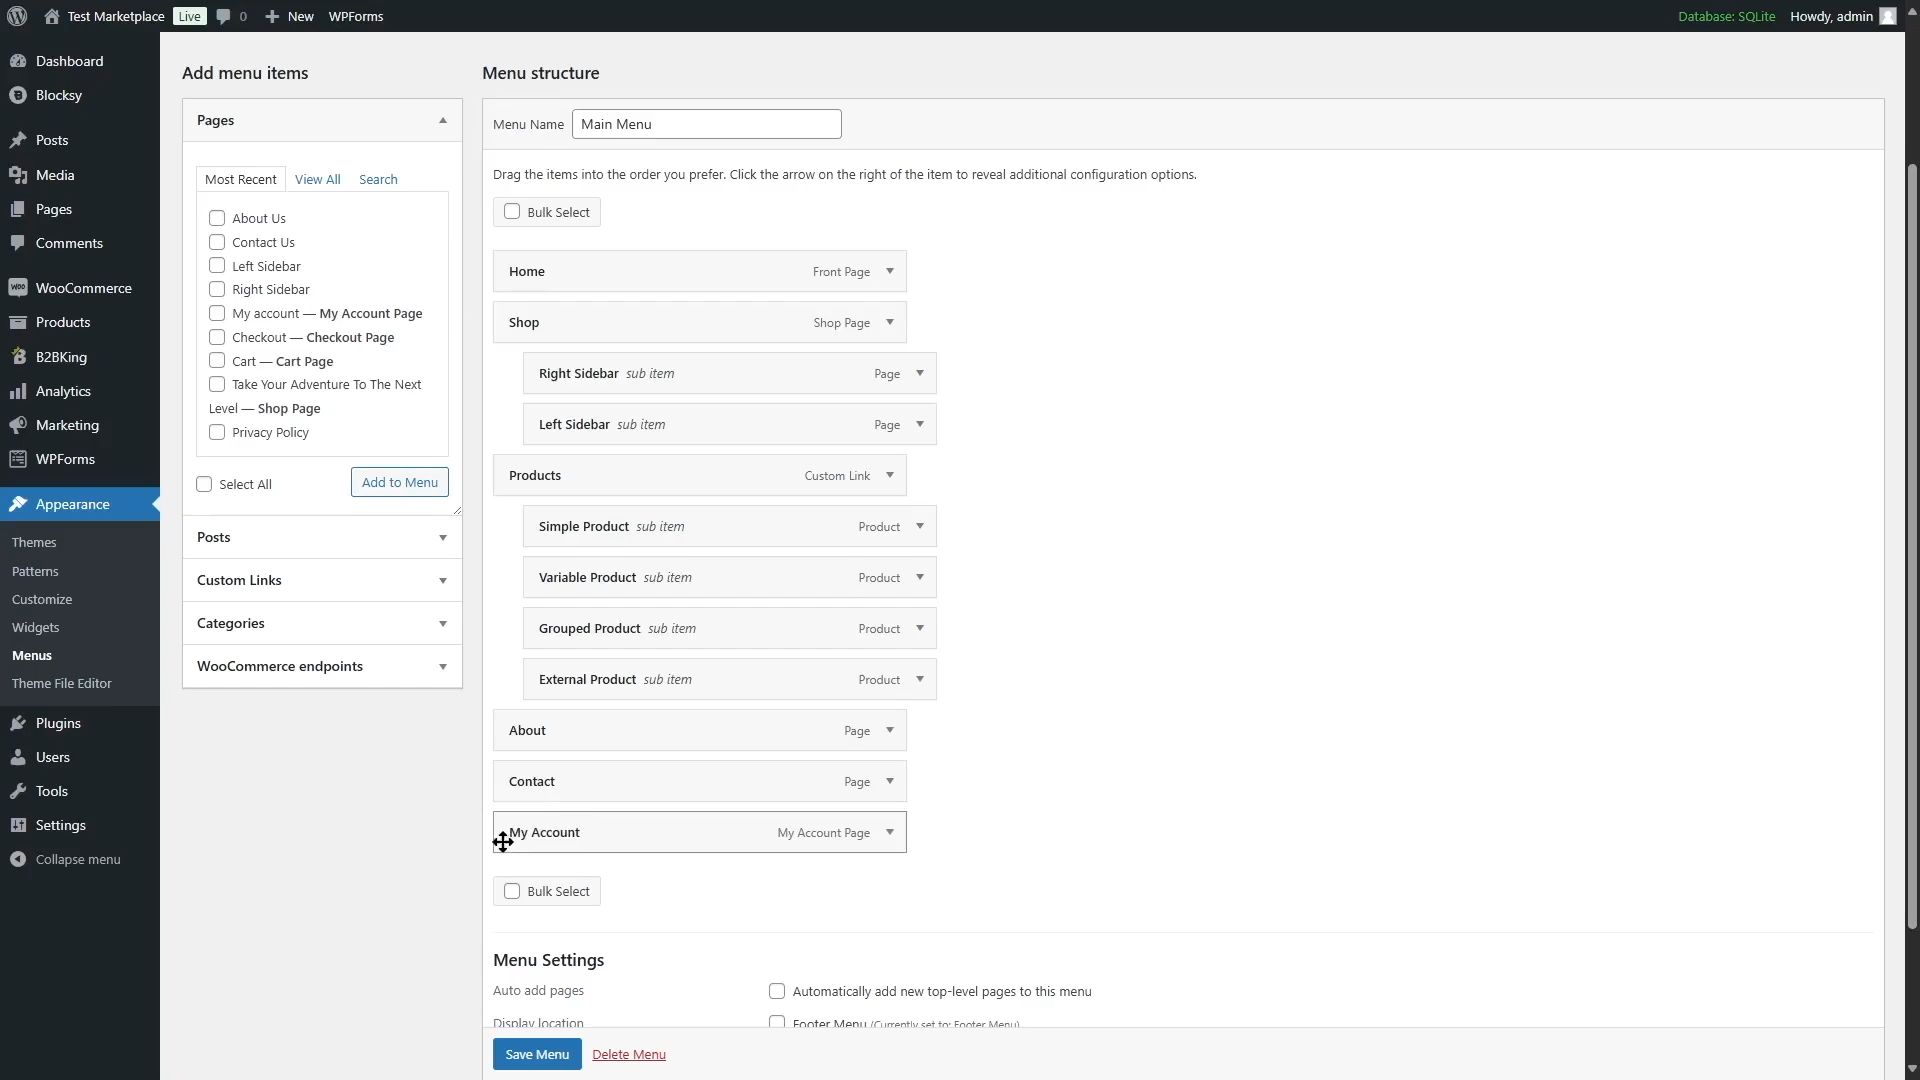 Test Marketplace Live 0 New WPForms Database: SQLite Howdy, admin
Dashboard
Blocksy
Posts
Media
Pages
Comments
WooCommerce
Products
B2BKing
Analytics
Marketing
WPForms
Appearance
Themes
Patterns
Customize
Widgets
Menus
Theme File Editor
Plugins
Users
Tools
Settings
Collapse menu
Add menu items
Pages
Most Recent View All Search
About Us
Contact Us
Left Sidebar
Right Sidebar
My account — My Account Page
Checkout — Checkout Page
Cart — Cart Page
Take Your Adventure To The Next
Level — Shop Page
Privacy Policy
Select All Add to Menu
Posts
Custom Links
Categories
WooCommerce endpoints
Menu structure
Menu Name Main Menu
Drag the items into the order you prefer. Click the arrow on the right of the item to reveal additional configuration options.
Bulk Select
Home Front Page
Shop Shop Page
Right Sidebar sub item Page
Left Sidebar sub item Page
Products Custom Link
Simple Product sub item Product
Variable Product sub item Product
Grouped Product sub item Product
External Product sub item Product
About Page
Contact Page
My Account My Account Page
Bulk Select
Menu Settings
Auto add pages Automatically add new top-level pages to this menu
Display location Footer Menu (Currently set to: Footer Menu)
Save Menu Delete Menu